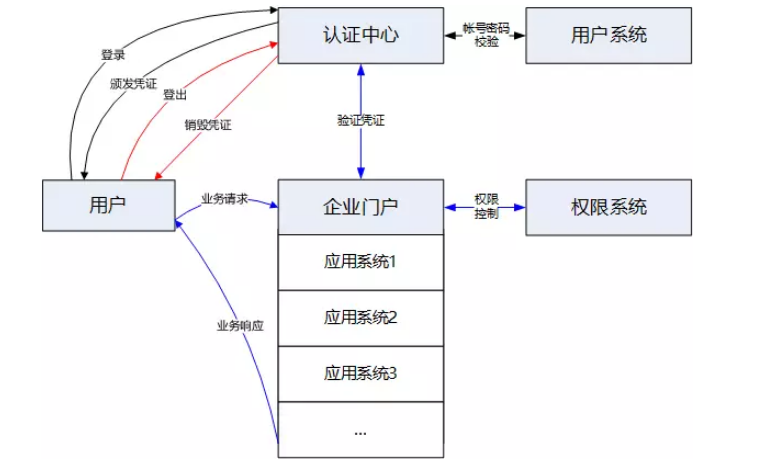 认证中心
帐号密码
校验
用户系统
登录
颁发凭证
登出
销毁凭证
验证凭证
用户
业务请求
企业门户
权限
控制
权限系统
应用系统1
业务响应
应用系统2
应用系统3
...